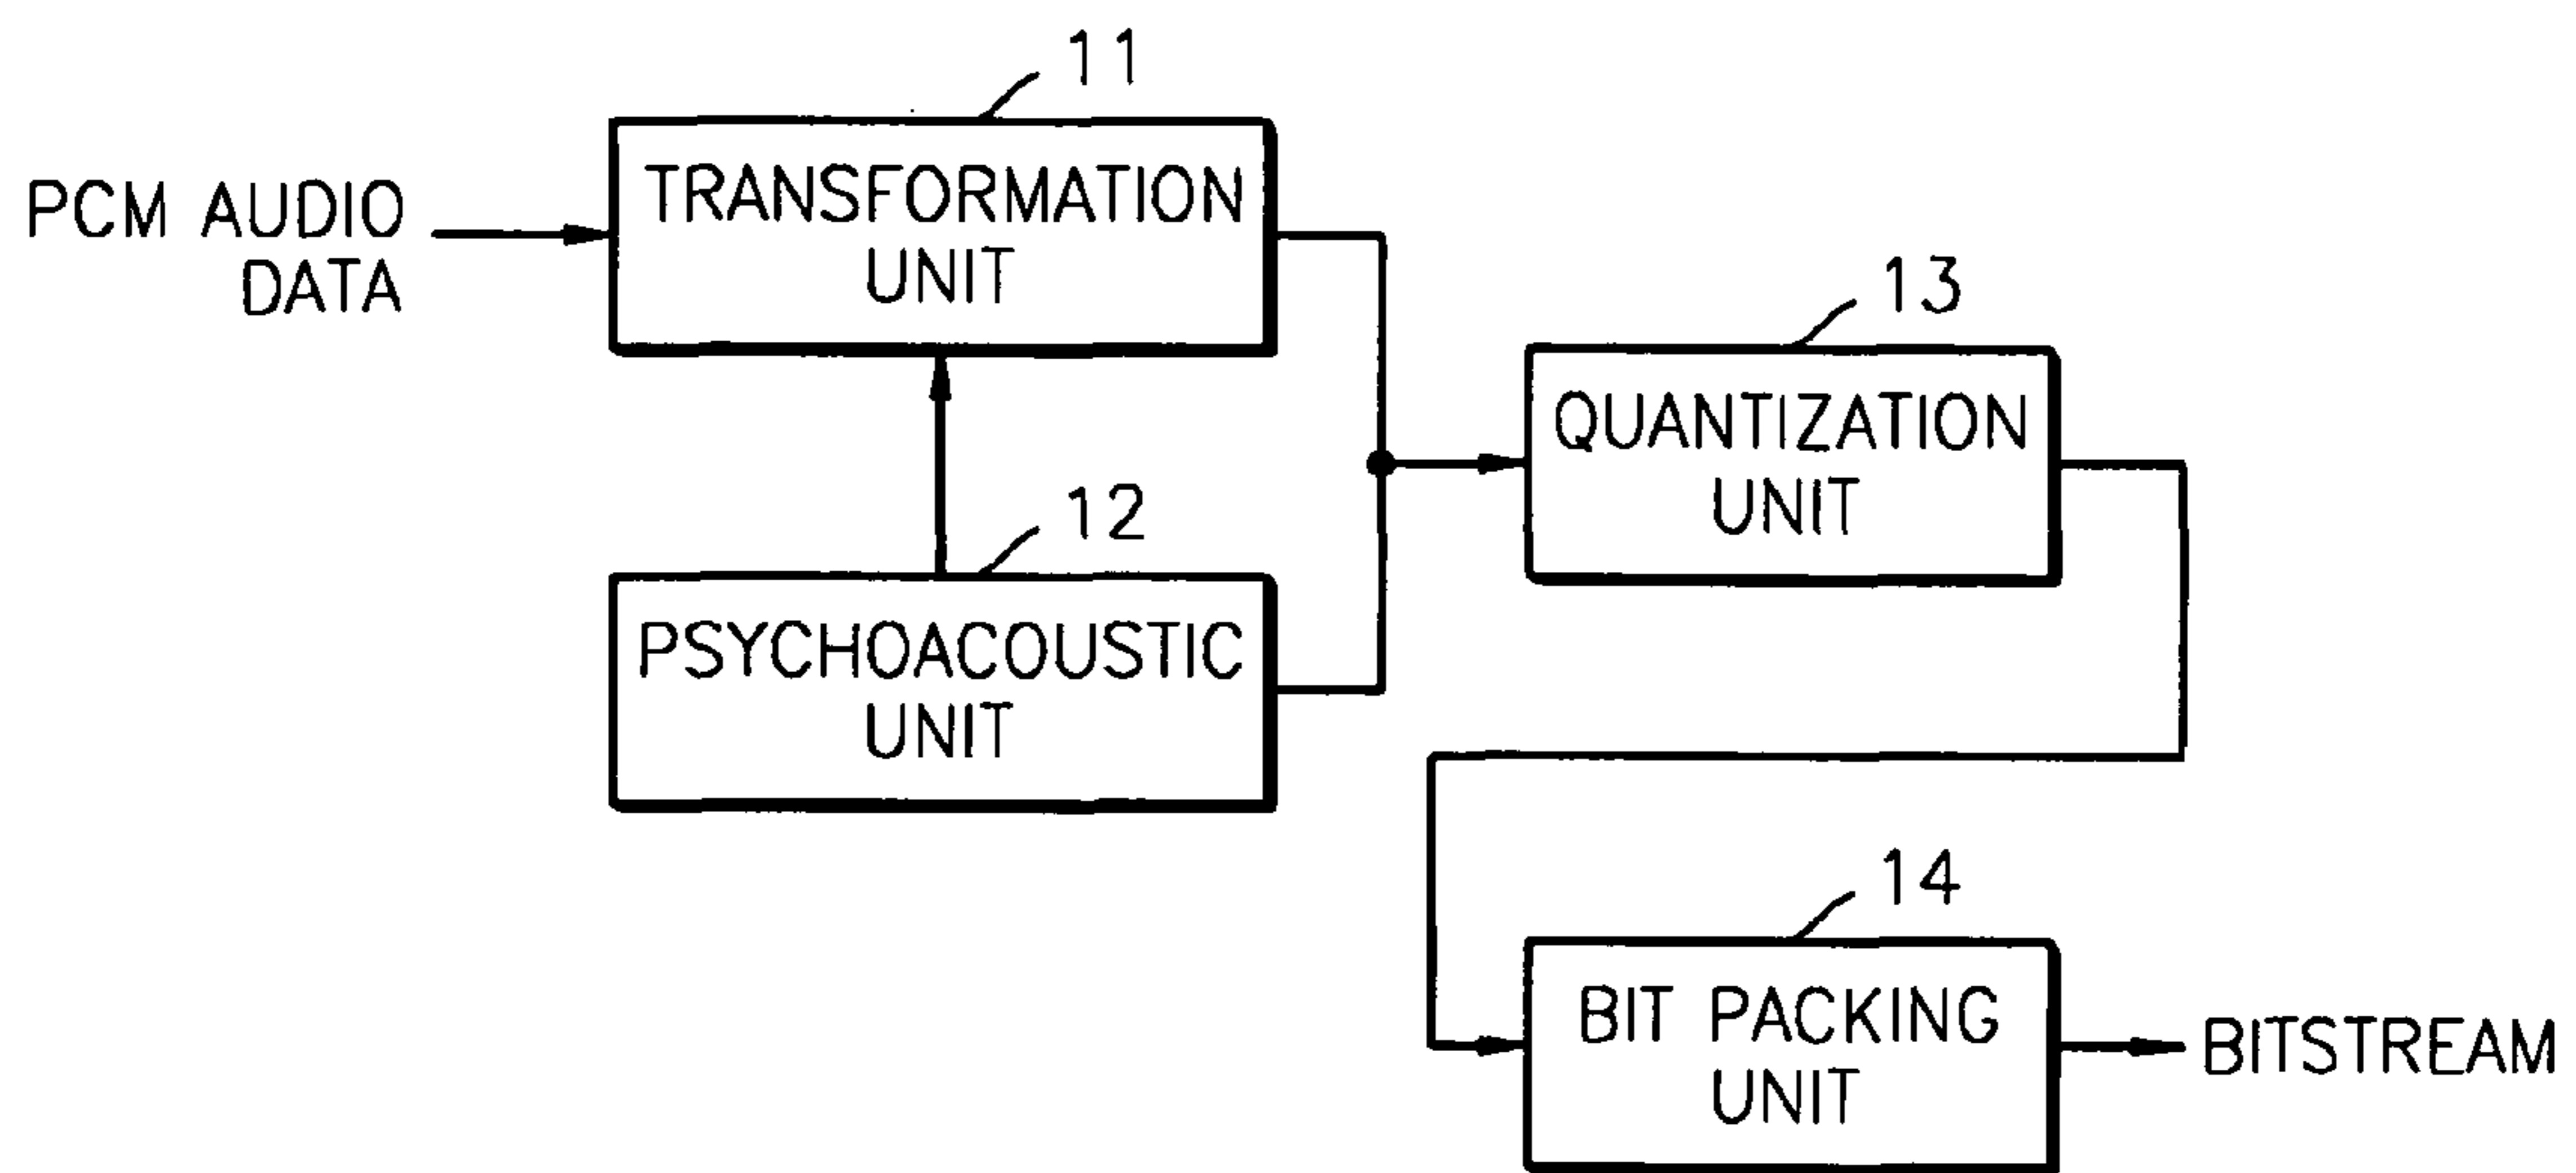 11
PCM AUDIO
DATA
TRANSFORMATION
UNIT
13
QUANTIZATION
UNIT
12
PSYCHOACOUSTIC
UNIT
14
BIT PACKING
UNIT
BITSTREAM